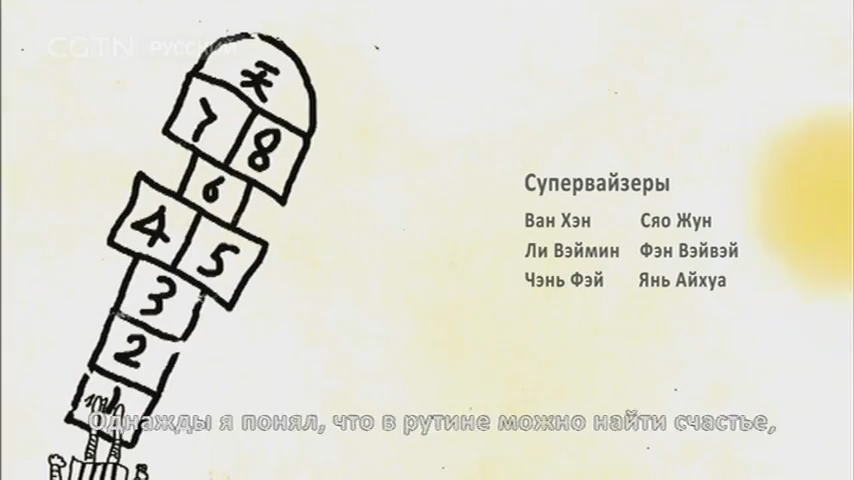 CGTN РУССКИЙ
天
7 8
6
4 5
3
2
1
Супервайзеры
Ван Хэн Сяо Жун
Ли Вэймин Фэн Вэйвэй
Чэнь Фэй Янь Айхуа
Однажды я понял, что в рутине можно найти счастье,